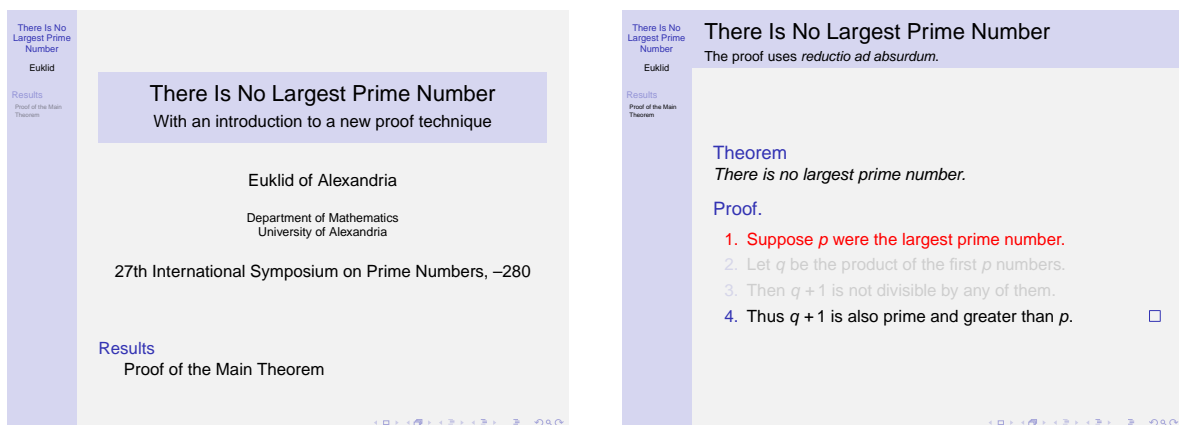 There Is No
Largest Prime
Number
Euklid
Results
Proof of the Main
Theorem
There Is No Largest Prime Number
With an introduction to a new proof technique
Euklid of Alexandria
Department of Mathematics
University of Alexandria
27th International Symposium on Prime Numbers, –280
Results
Proof of the Main Theorem
There Is No
Largest Prime
Number
Euklid
Results
Proof of the Main
Theorem
There Is No Largest Prime Number
The proof uses reductio ad absurdum.
Theorem
There is no largest prime number.
Proof.
1. Suppose p were the largest prime number.
2. Let q be the product of the first p numbers.
3. Then q + 1 is not divisible by any of them.
4. Thus q + 1 is also prime and greater than p. □